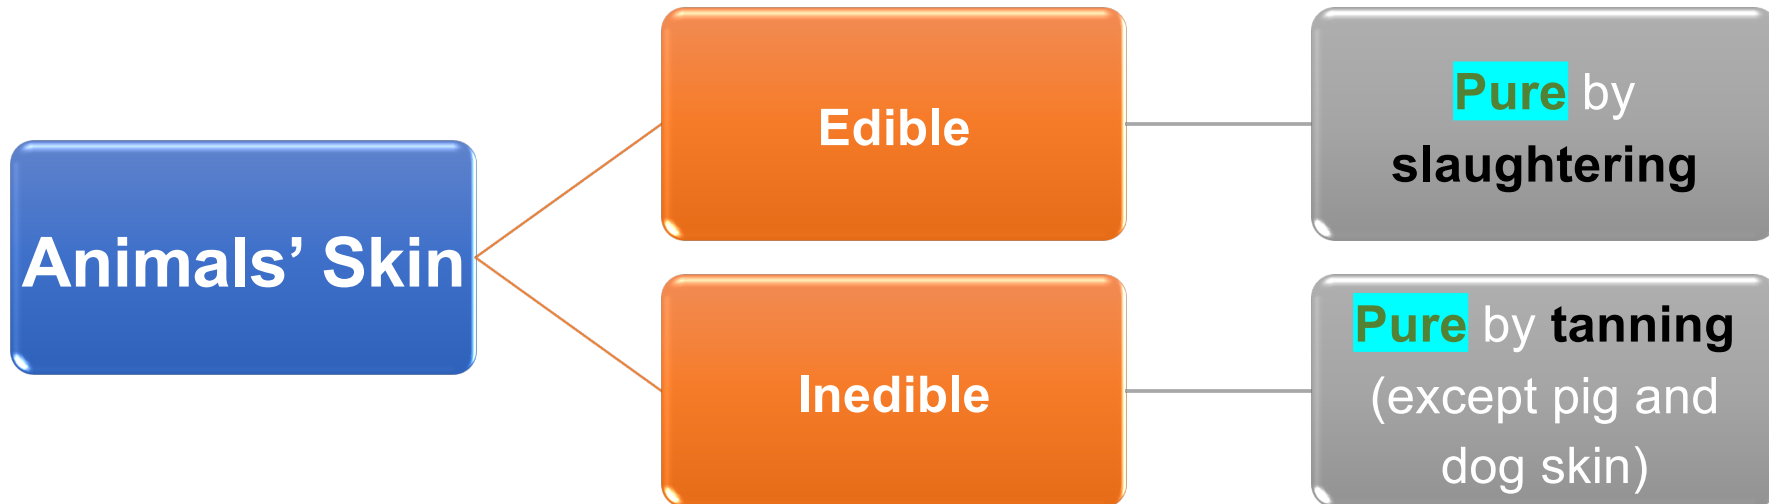 Animals’ Skin
Edible
Pure by
slaughtering
Inedible
Pure by tanning
(except pig and
dog skin)